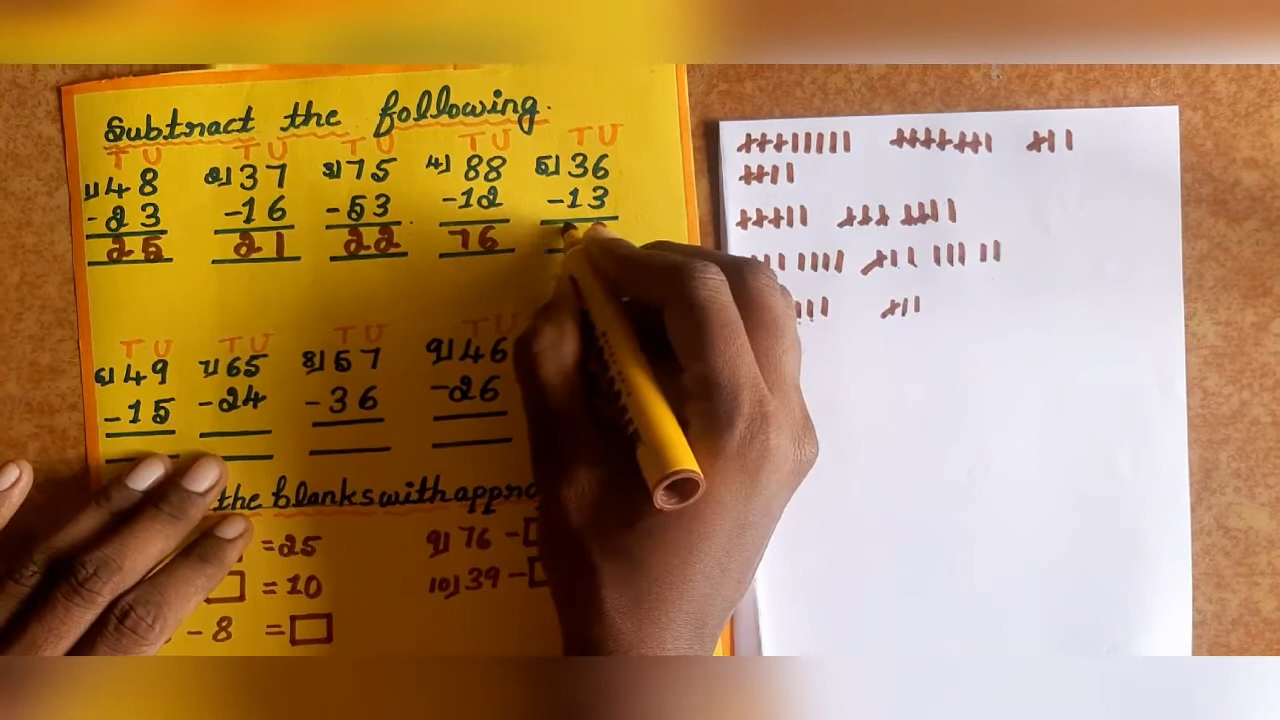 Subtract the following.
T U T U T U T U T U
1) 48 2) 37 3) 75 4) 88 5) 36
-23 -16 -53 -12 -13
25 21 22 76
T U T U T U T U
6) 49 7) 65 8) 57 9) 46
-15 -24 -36 -26
the blanks with appro
=25 9) 76 -
=10 10) 39 -
- 8 =